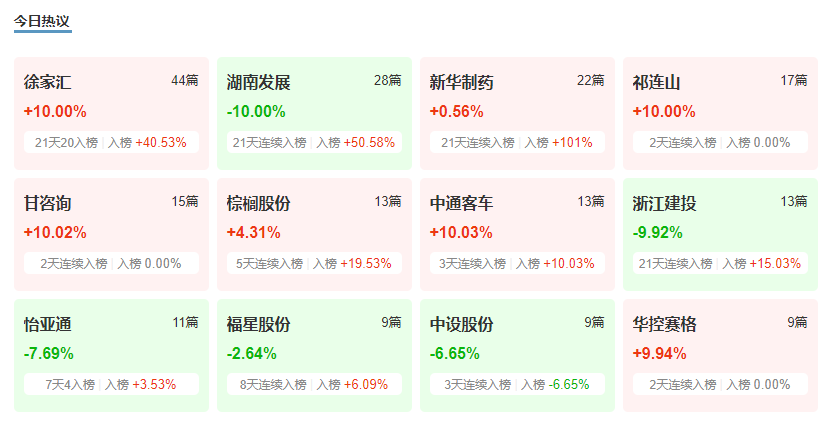 今日热议
徐家汇 44篇
+10.00%
21天20入榜 | 入榜 +40.53%
湖南发展 28篇
-10.00%
21天连续入榜 | 入榜 +50.58%
新华制药 22篇
+0.56%
21天连续入榜 | 入榜 +101%
祁连山 17篇
+10.00%
2天连续入榜 | 入榜 0.00%
甘咨询 15篇
+10.02%
2天连续入榜 | 入榜 0.00%
棕榈股份 13篇
+4.31%
5天连续入榜 | 入榜 +19.53%
中通客车 13篇
+10.03%
3天连续入榜 | 入榜 +10.03%
浙江建投 13篇
-9.92%
21天连续入榜 | 入榜 +15.03%
怡亚通 11篇
-7.69%
7天4入榜 | 入榜 +3.53%
福星股份 9篇
-2.64%
8天连续入榜 | 入榜 +6.09%
中设股份 9篇
-6.65%
3天连续入榜 | 入榜 -6.65%
华控赛格 9篇
+9.94%
2天连续入榜 | 入榜 0.00%